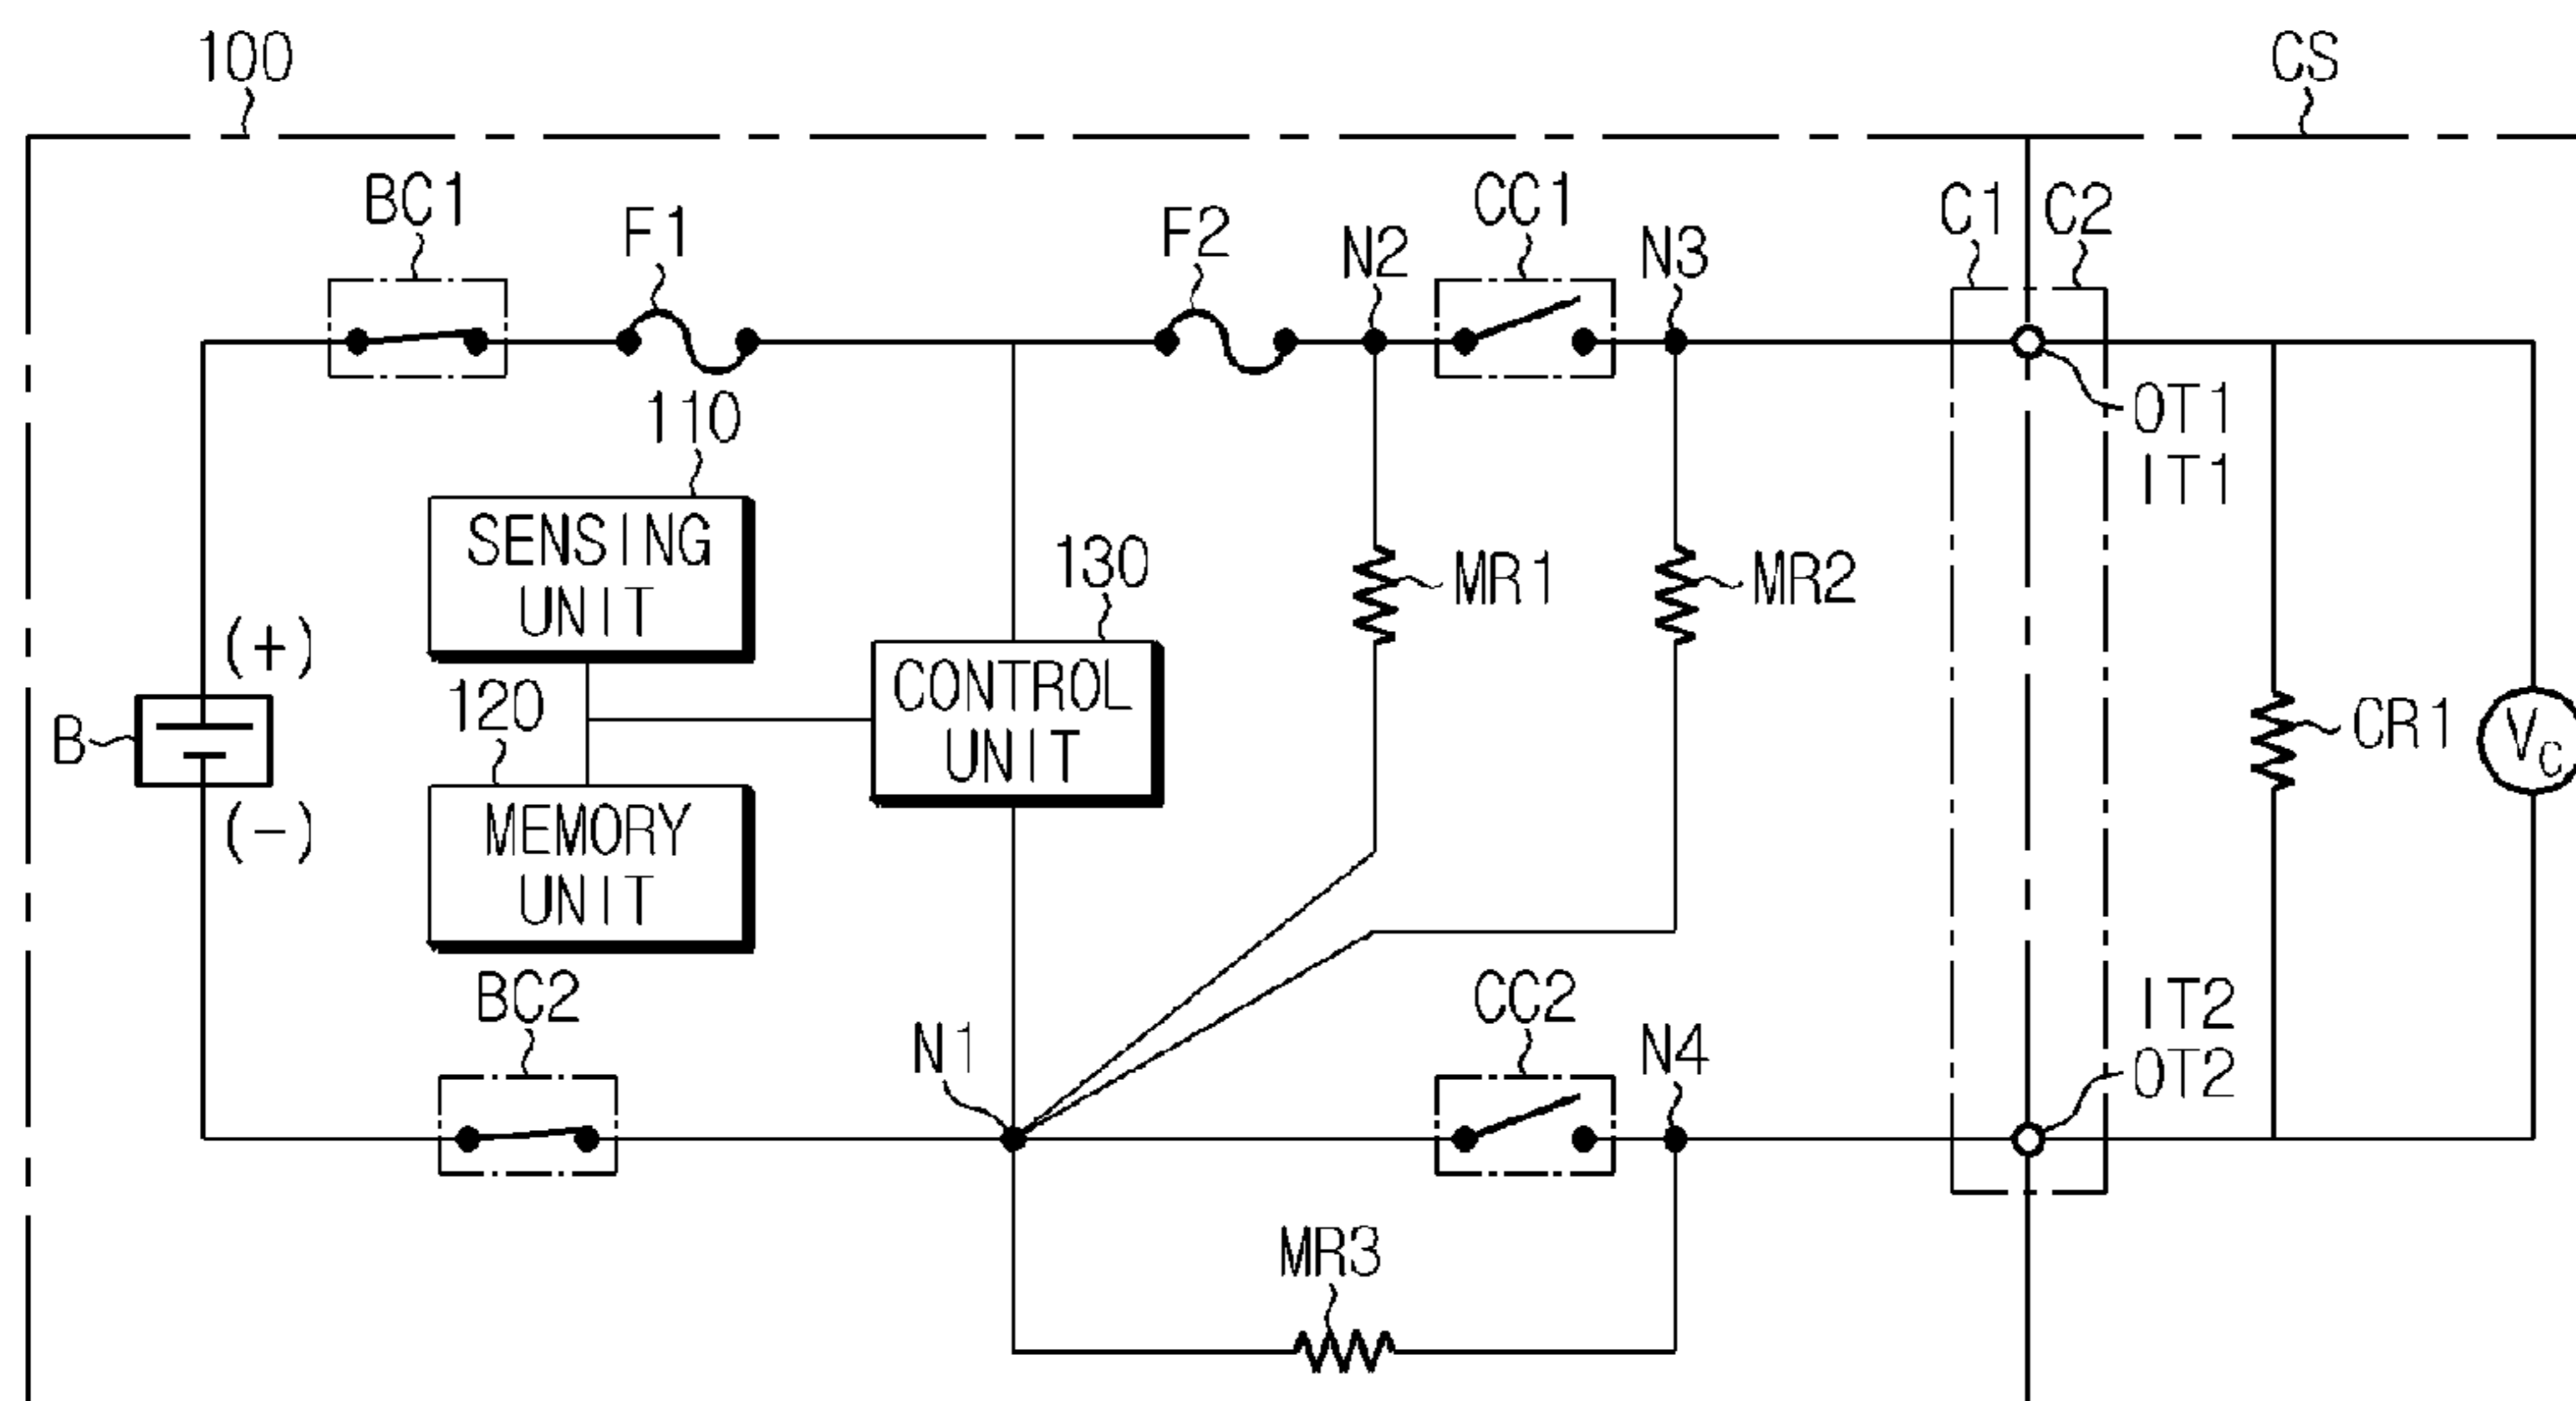 100
CS
BC1
F1
F2
N2
CC1
N3
C1
C2
OT1
IT1
110
SENSING
UNIT
130
MR1
MR2
(+)
120
CONTROL
UNIT
B
CR1
VC
(-)
MEMORY
UNIT
BC2
N1
CC2
N4
IT2
OT2
MR3